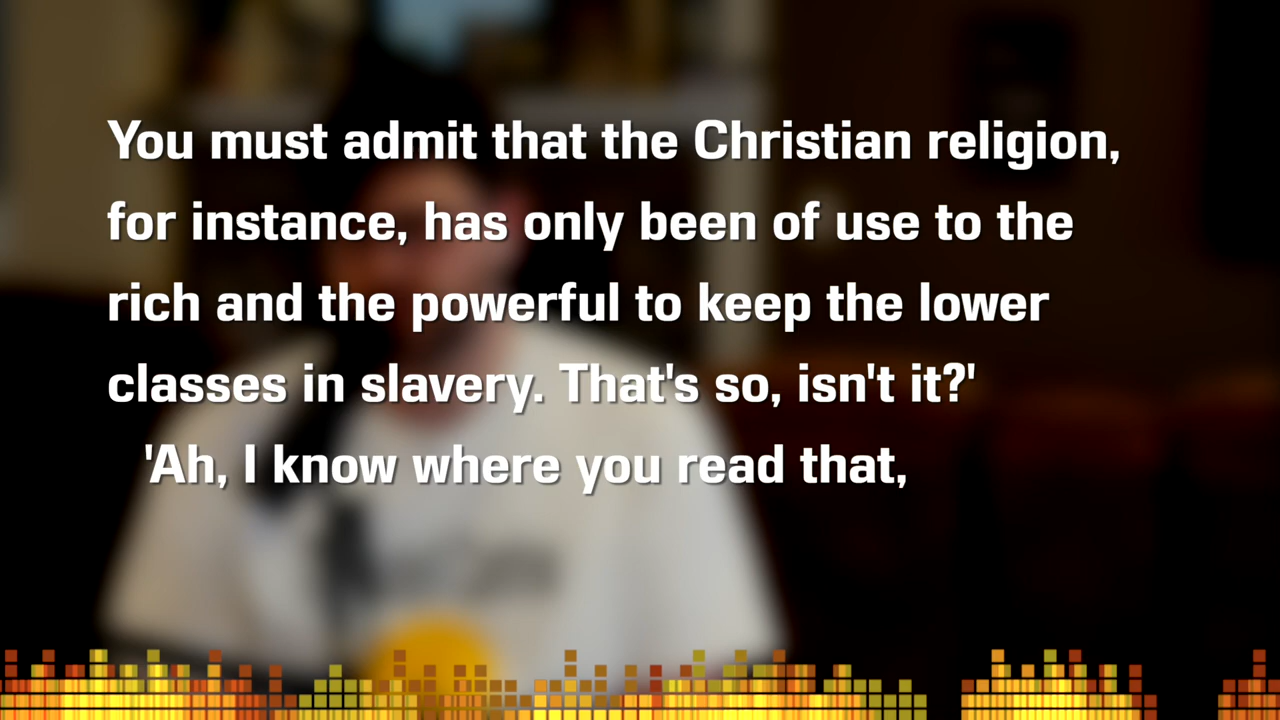 You must admit that the Christian religion,
for instance, has only been of use to the
rich and the powerful to keep the lower
classes in slavery. That's so, isn't it?'
'Ah, I know where you read that,